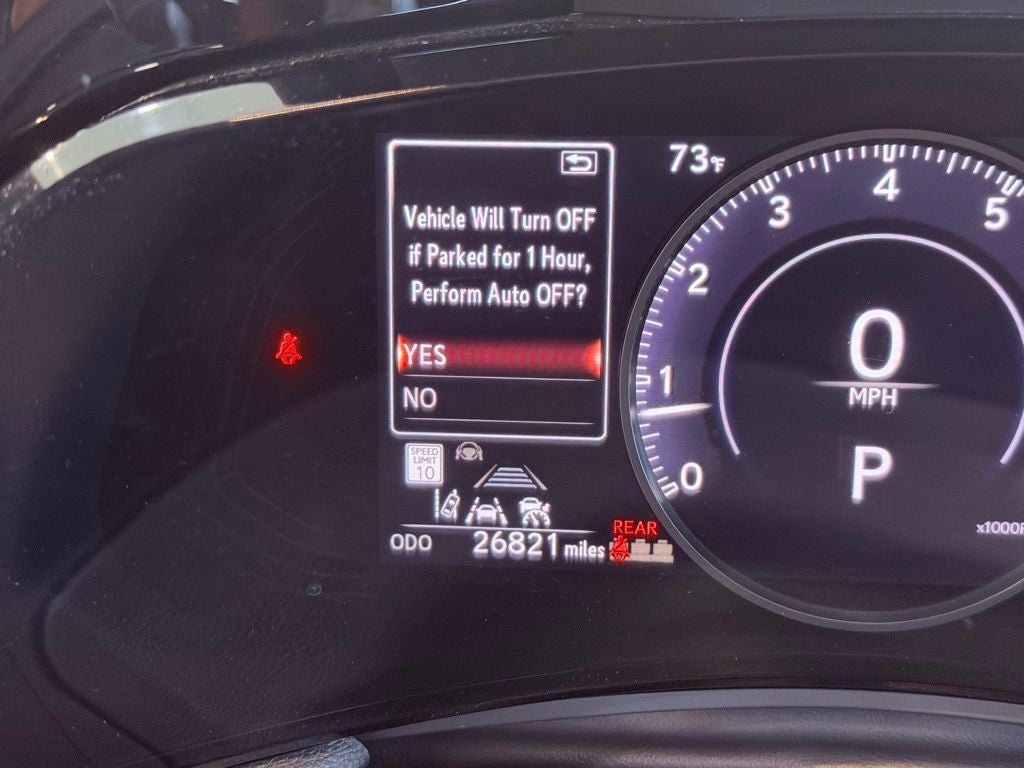 73°F
Vehicle Will Turn OFF
if Parked for 1 Hour,
Perform Auto OFF?
YES
NO
SPEED
LIMIT
10
ODO 26821 miles
REAR
0
1
2
3
4
5
0
MPH
P